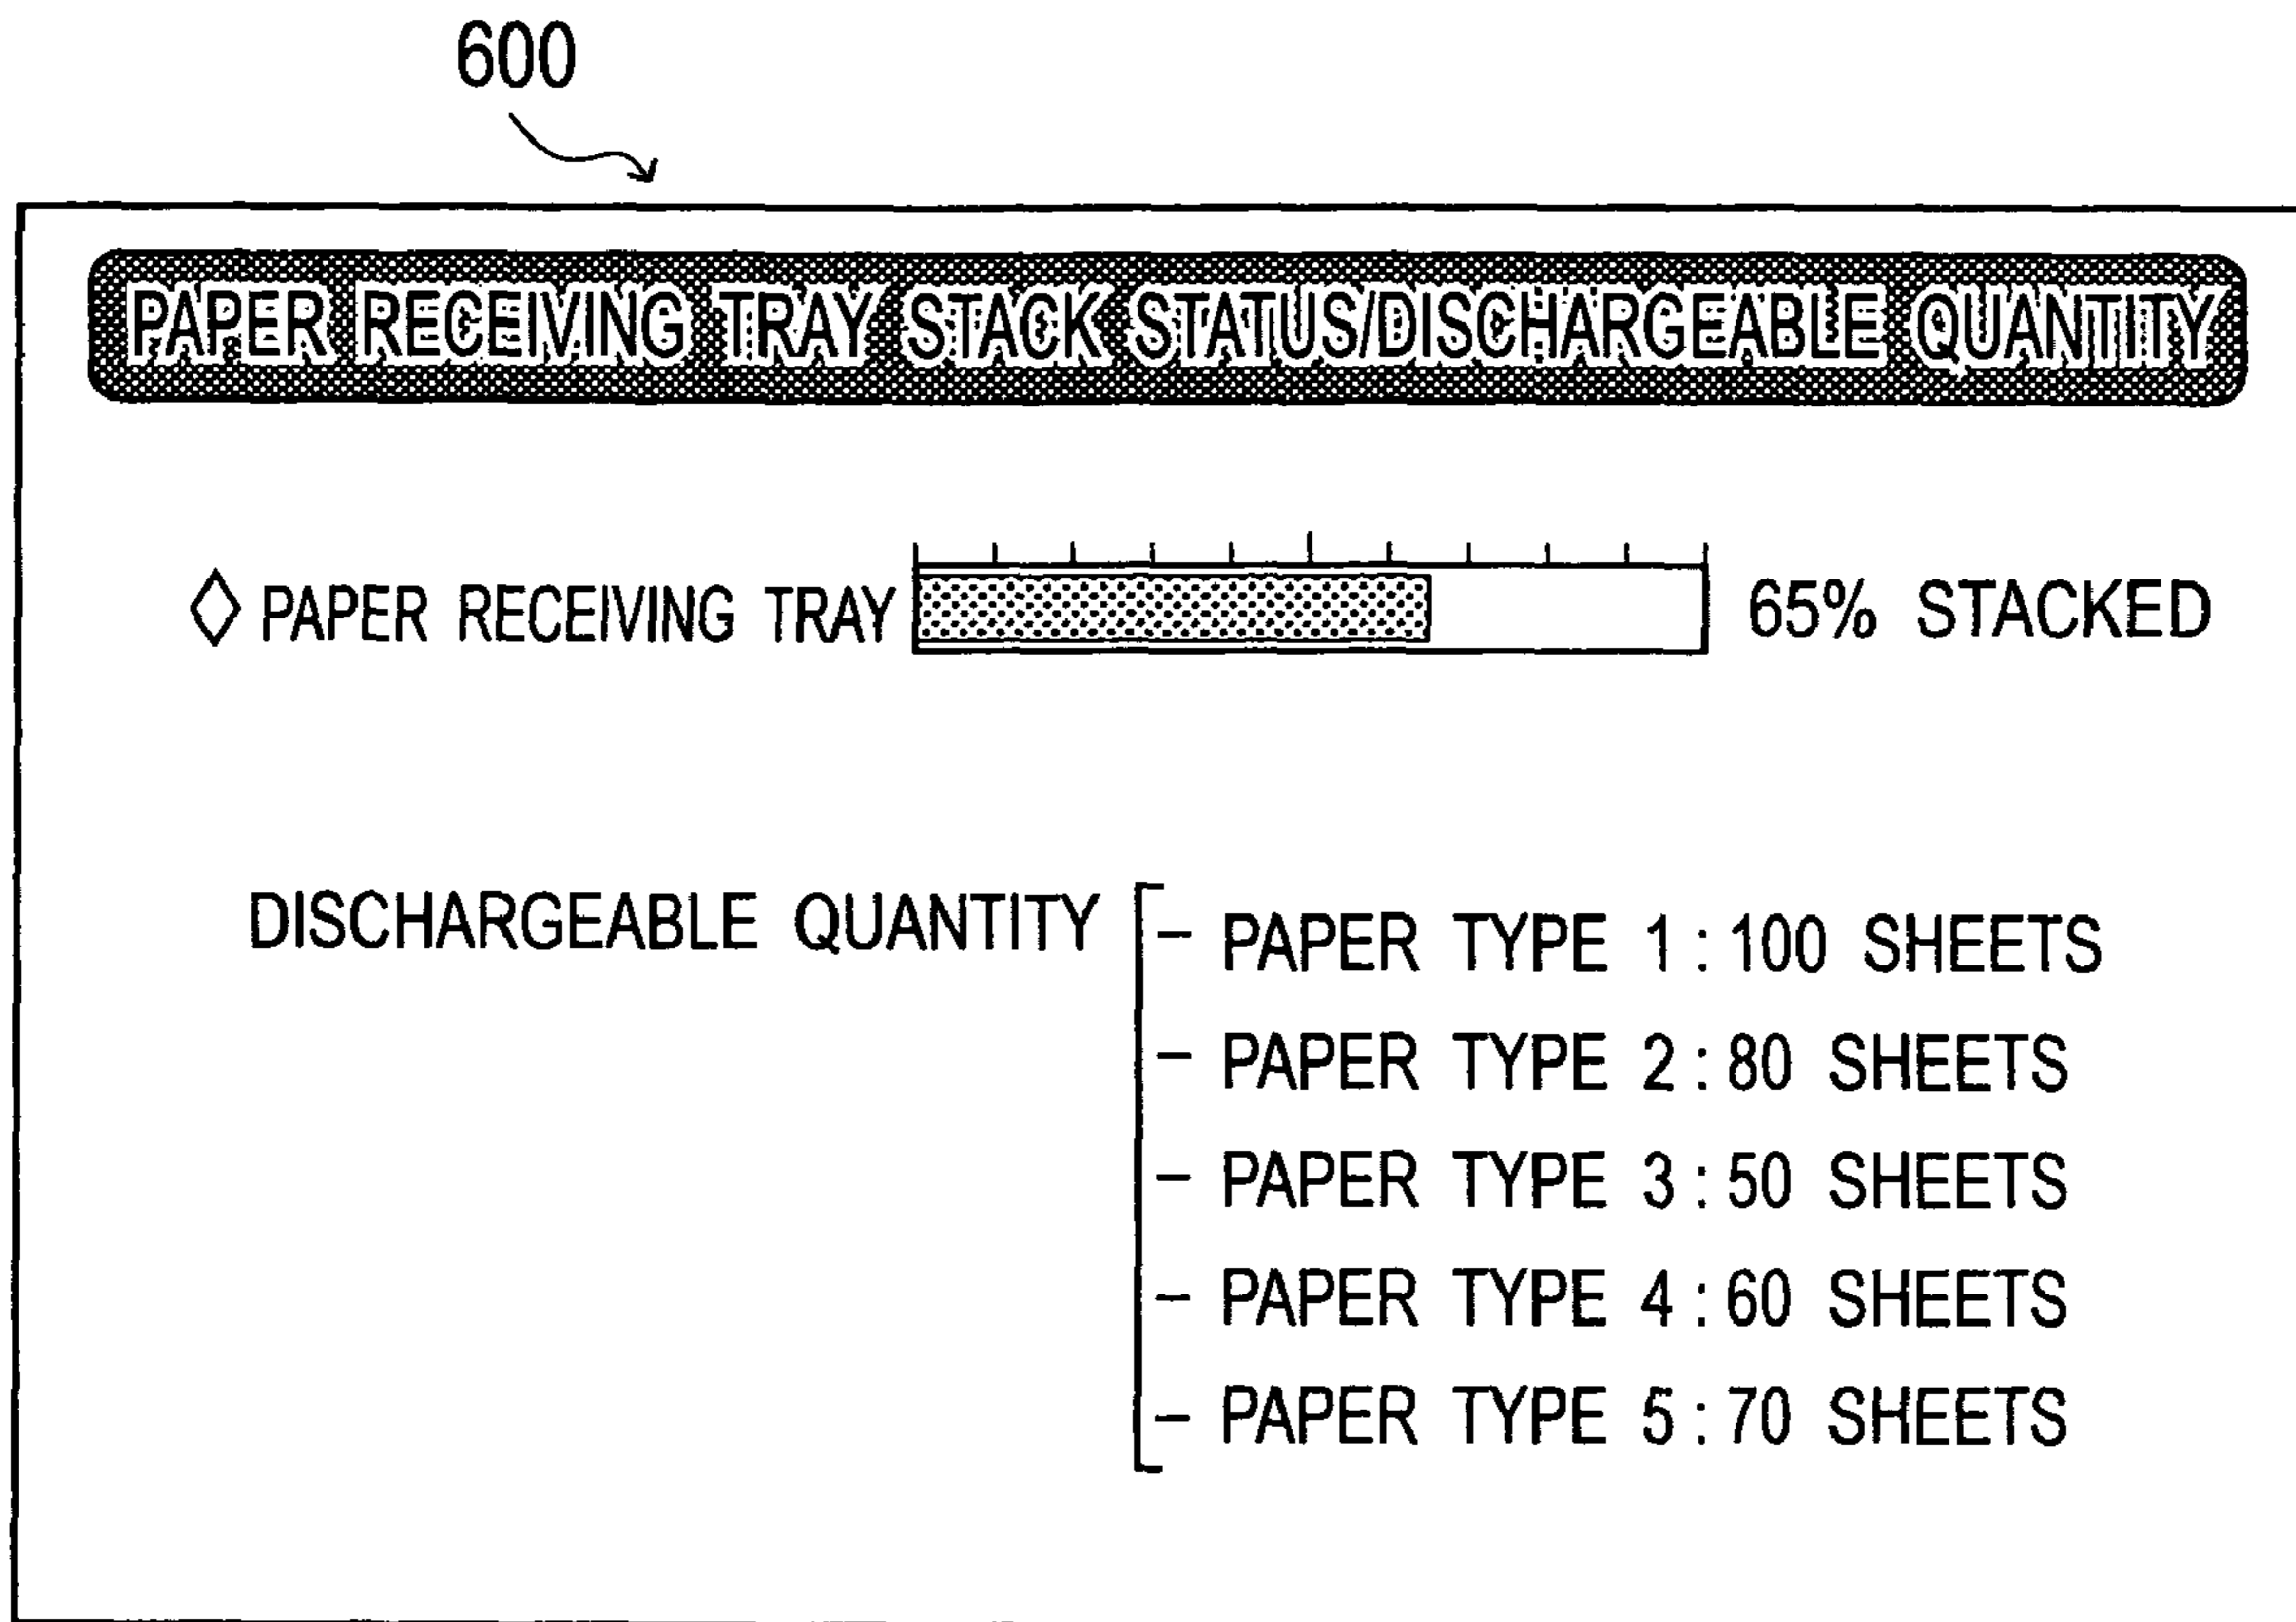 600
PAPER RECEIVING TRAY STACK STATUS/DISCHARGEABLE QUANTITY
◇ PAPER RECEIVING TRAY 65% STACKED
DISCHARGEABLE QUANTITY - PAPER TYPE 1 : 100 SHEETS
- PAPER TYPE 2 : 80 SHEETS
- PAPER TYPE 3 : 50 SHEETS
- PAPER TYPE 4 : 60 SHEETS
- PAPER TYPE 5 : 70 SHEETS